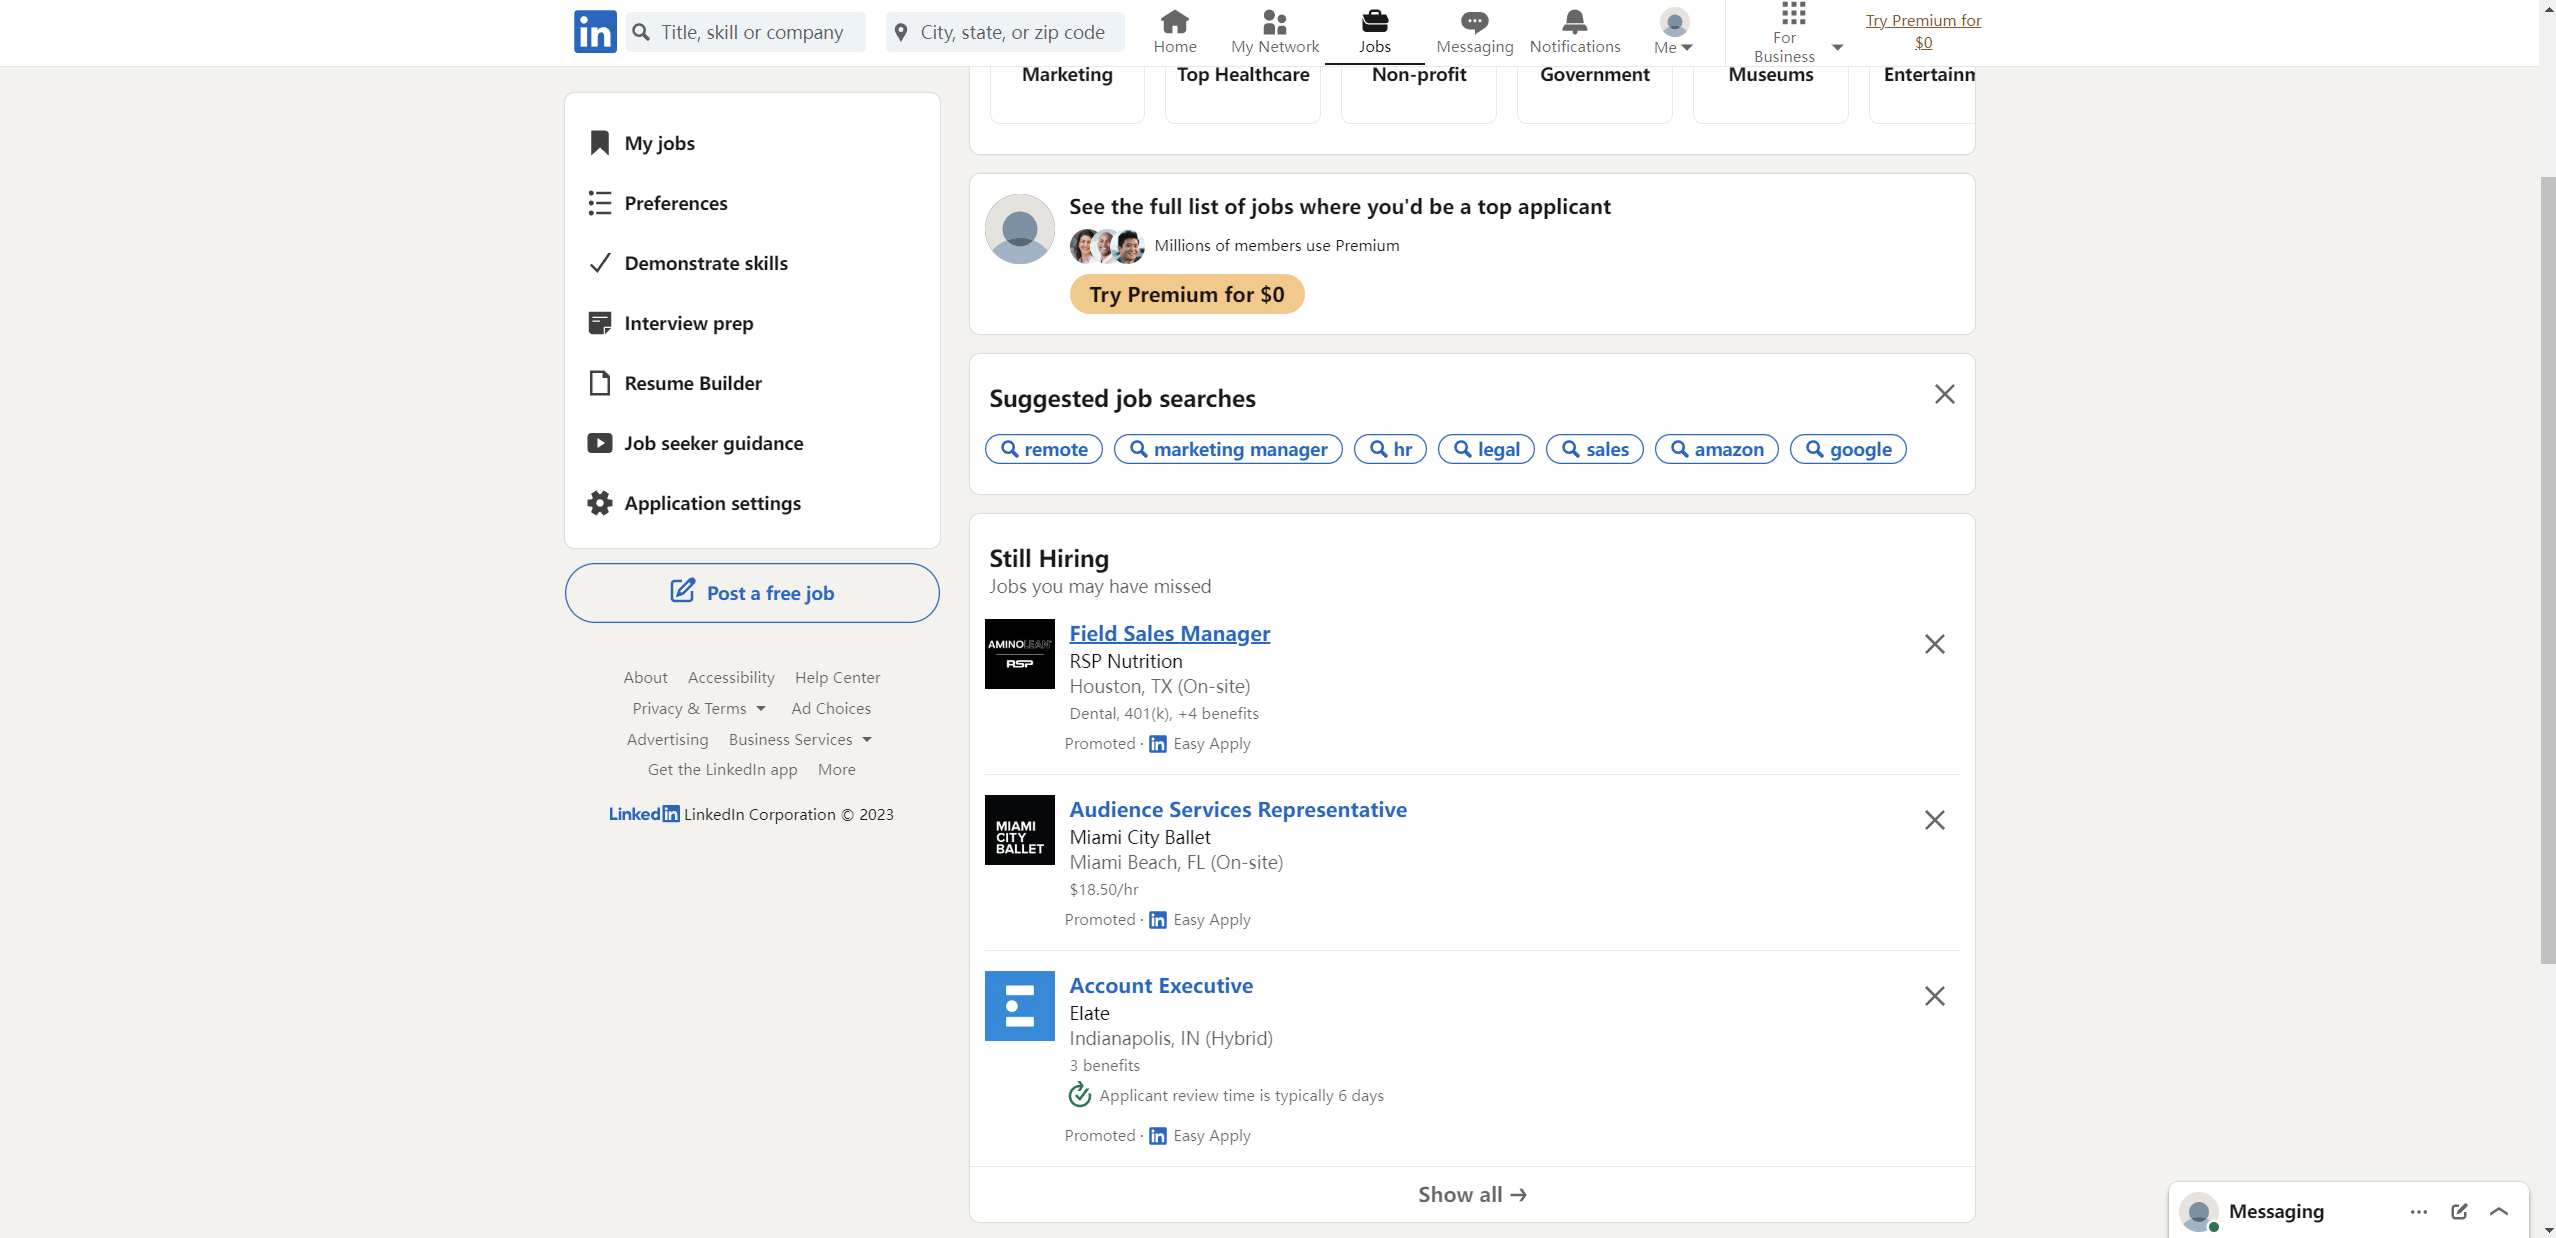 Title, skill or company
City, state, or zip code
Home
My Network
Jobs
Messaging
Notifications
Me
For
Business
Try Premium for
$0
Marketing
Top Healthcare
Non-profit
Government
Museums
Entertainn
My jobs
Preferences
Demonstrate skills
Interview prep
Resume Builder
Job seeker guidance
Application settings
Post a free job
About Accessibility Help Center
Privacy & Terms Ad Choices
Advertising Business Services
Get the LinkedIn app More
Linkedin LinkedIn Corporation © 2023
See the full list of jobs where you'd be a top applicant
Millions of members use Premium
Try Premium for $0
Suggested job searches
remote
marketing manager
hr
legal
sales
amazon
google
Still Hiring
Jobs you may have missed
AMINOLEAN
RSP
Field Sales Manager
RSP Nutrition
Houston, TX (On-site)
Dental, 401(k), +4 benefits
Promoted · in Easy Apply
MIAMI
CITY
BALLET
Audience Services Representative
Miami City Ballet
Miami Beach, FL (On-site)
$18.50/hr
Promoted · in Easy Apply
Account Executive
Elate
Indianapolis, IN (Hybrid)
3 benefits
Applicant review time is typically 6 days
Promoted · in Easy Apply
Show all →
Messaging